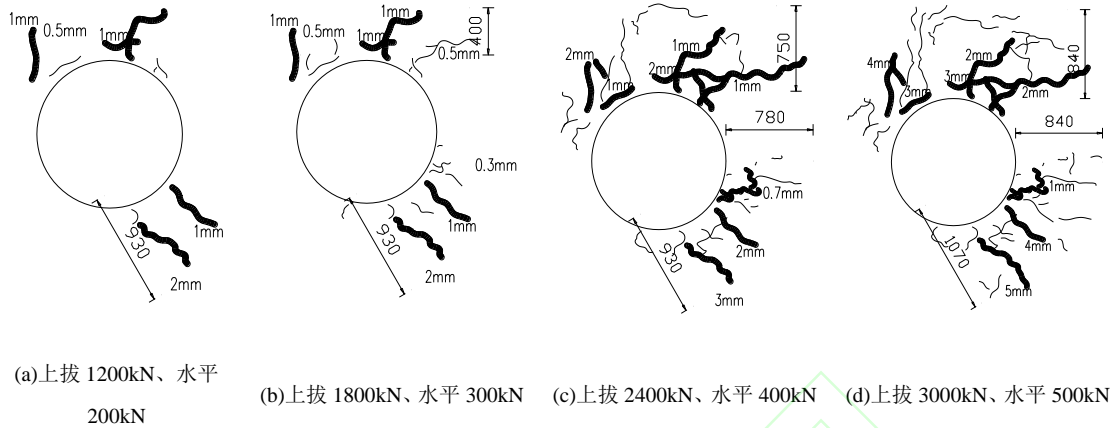 1mm
0.5mm
1mm
1mm
930
2mm
(a)上拔 1200kN、水平
200kN
1mm
0.5mm
1mm
1mm
0.5mm
400
0.3mm
1mm
930
2mm
(b)上拔 1800kN、水平 300kN
2mm
1mm
1mm
2mm
1mm
750
780
0.7mm
2mm
930
3mm
(c)上拔 2400kN、水平 400kN
4mm
3mm
2mm
3mm
2mm
840
840
1mm
4mm
1070
5mm
(d)上拔 3000kN、水平 500kN